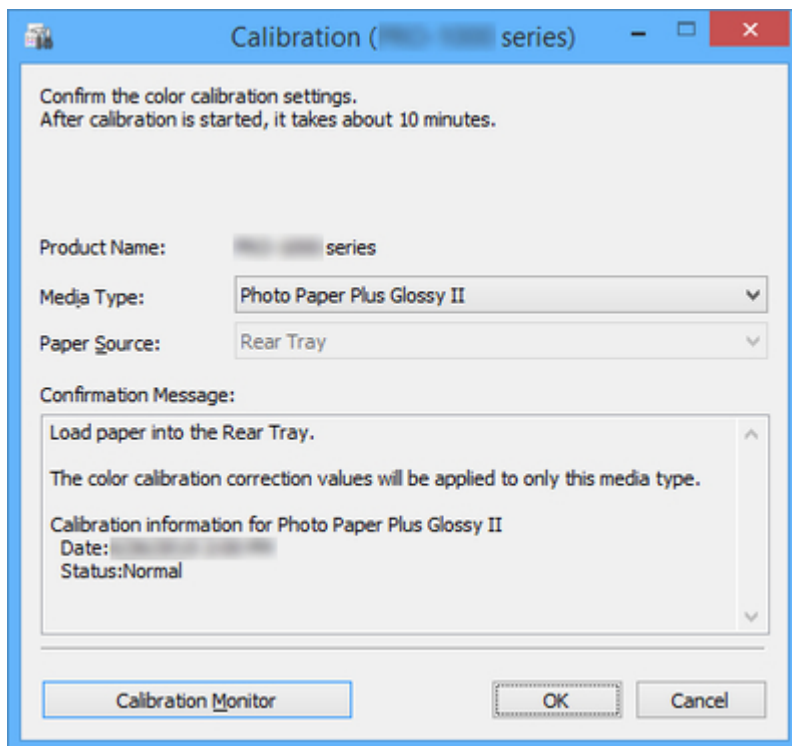 Calibration ( series)
Confirm the color calibration settings.
After calibration is started, it takes about 10 minutes.
Product Name: series
Media Type: Photo Paper Plus Glossy II
Paper Source: Rear Tray
Confirmation Message:
Load paper into the Rear Tray.
The color calibration correction values will be applied to only this media type.
Calibration information for Photo Paper Plus Glossy II
Date:
Status:Normal
Calibration Monitor OK Cancel